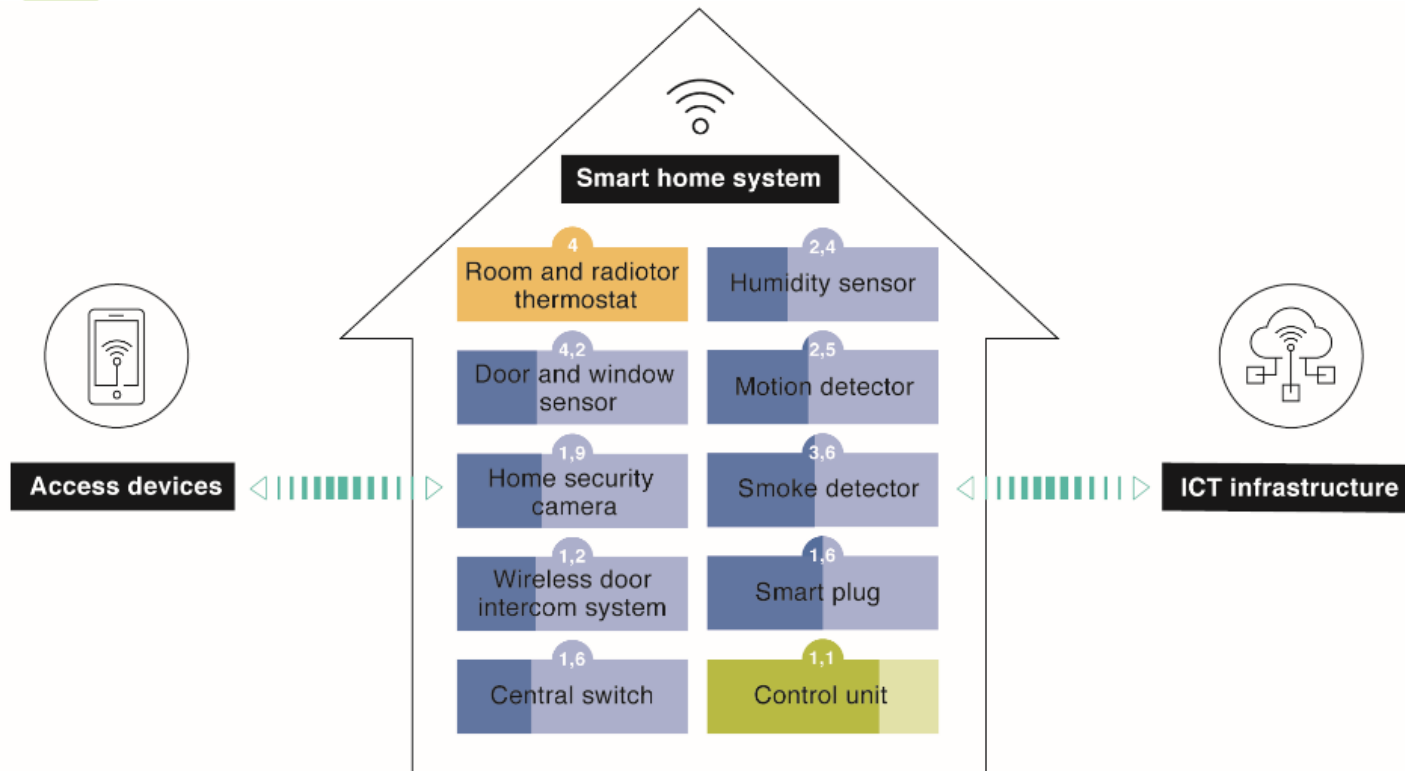 Smart home system
4
Room and radiotor
thermostat
2,4
Humidity sensor
4,2
Door and window
sensor
2,5
Motion detector
1,9
Home security
camera
3,6
Smoke detector
Access devices
ICT infrastructure
1,2
Wireless door
intercom system
1,6
Smart plug
1,6
Central switch
1,1
Control unit